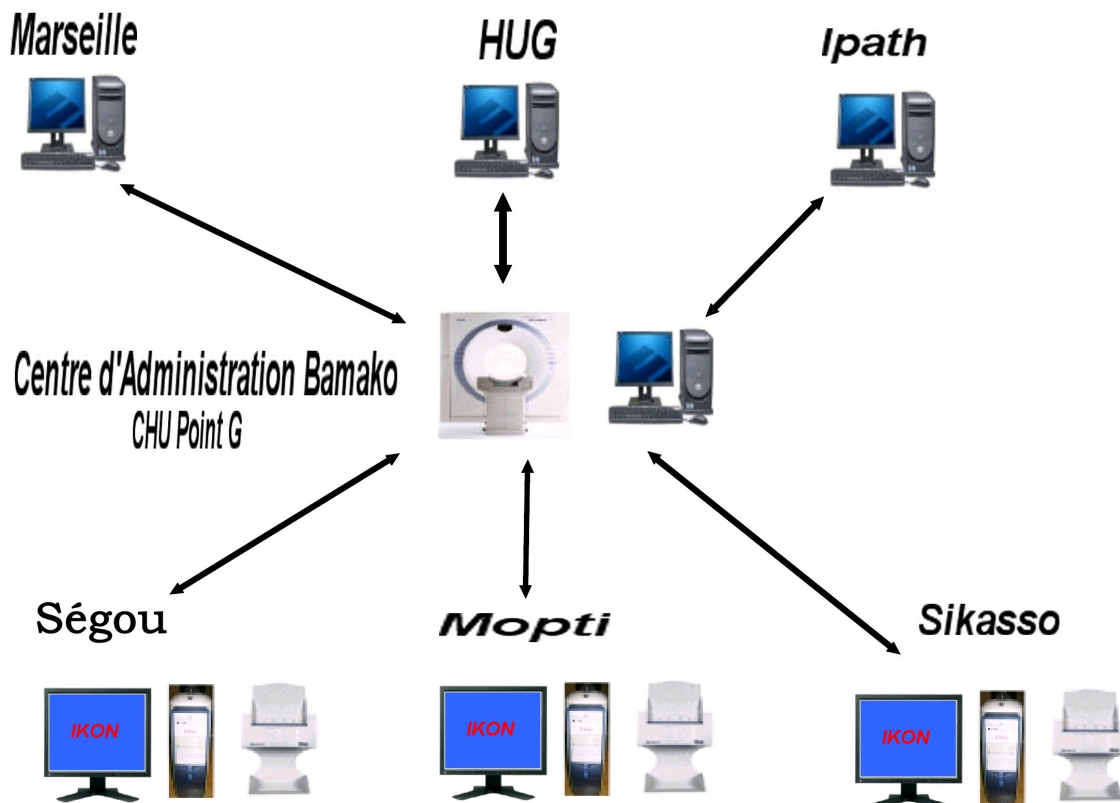 Marseille
HUG
Ipath
Centre d'Administration Bamako
CHU Point G
Ségou
Mopti
Sikasso
IKON
IKON
IKON